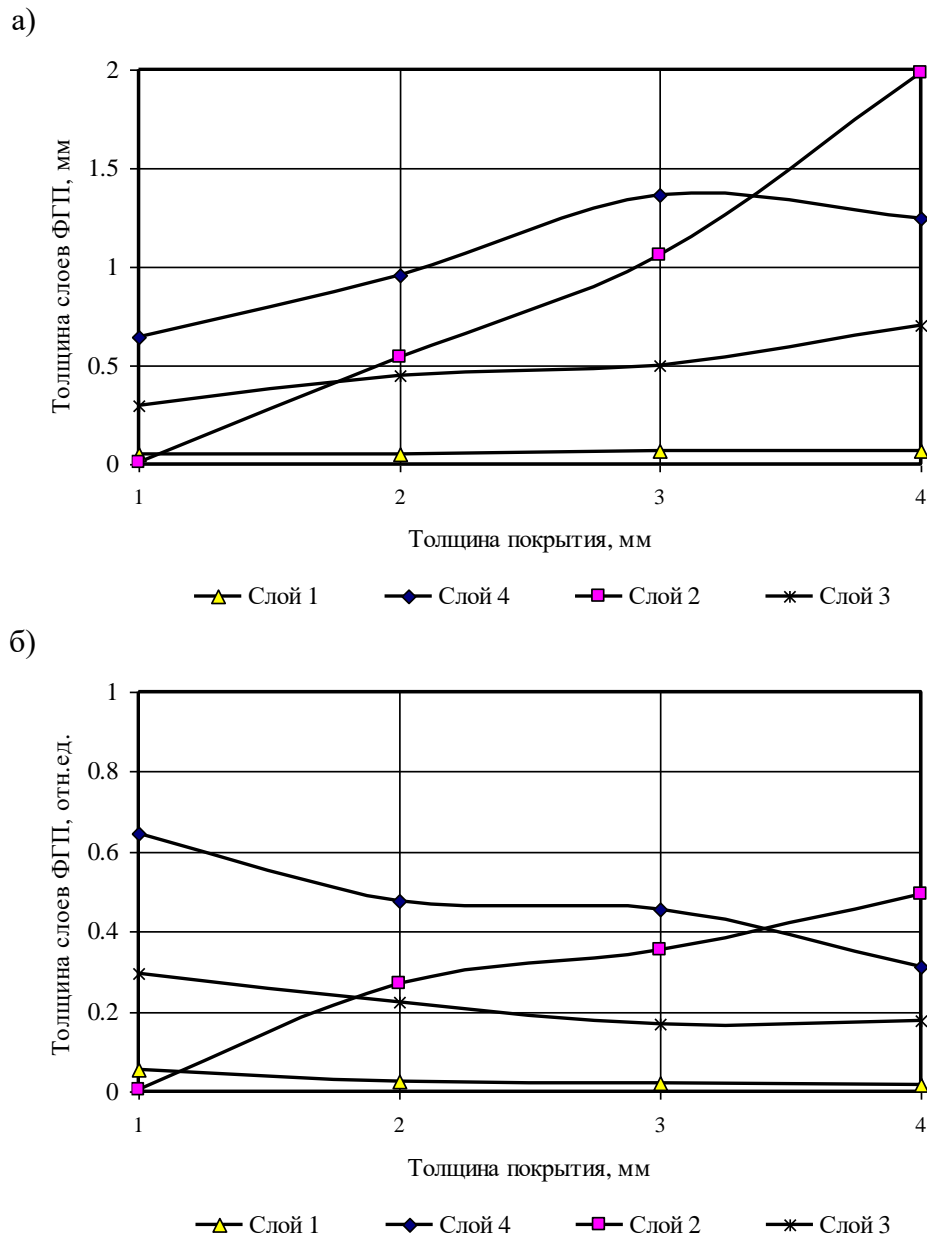 а)
Толщина слоев ФГП, мм
2
1.5
1
0.5
0
1 2 3 4
Толщина покрытия, мм
Слой 1 Слой 4 Слой 2 Слой 3
б)
Толщина слоев ФГП, отн.ед.
1
0.8
0.6
0.4
0.2
0
1 2 3 4
Толщина покрытия, мм
Слой 1 Слой 4 Слой 2 Слой 3